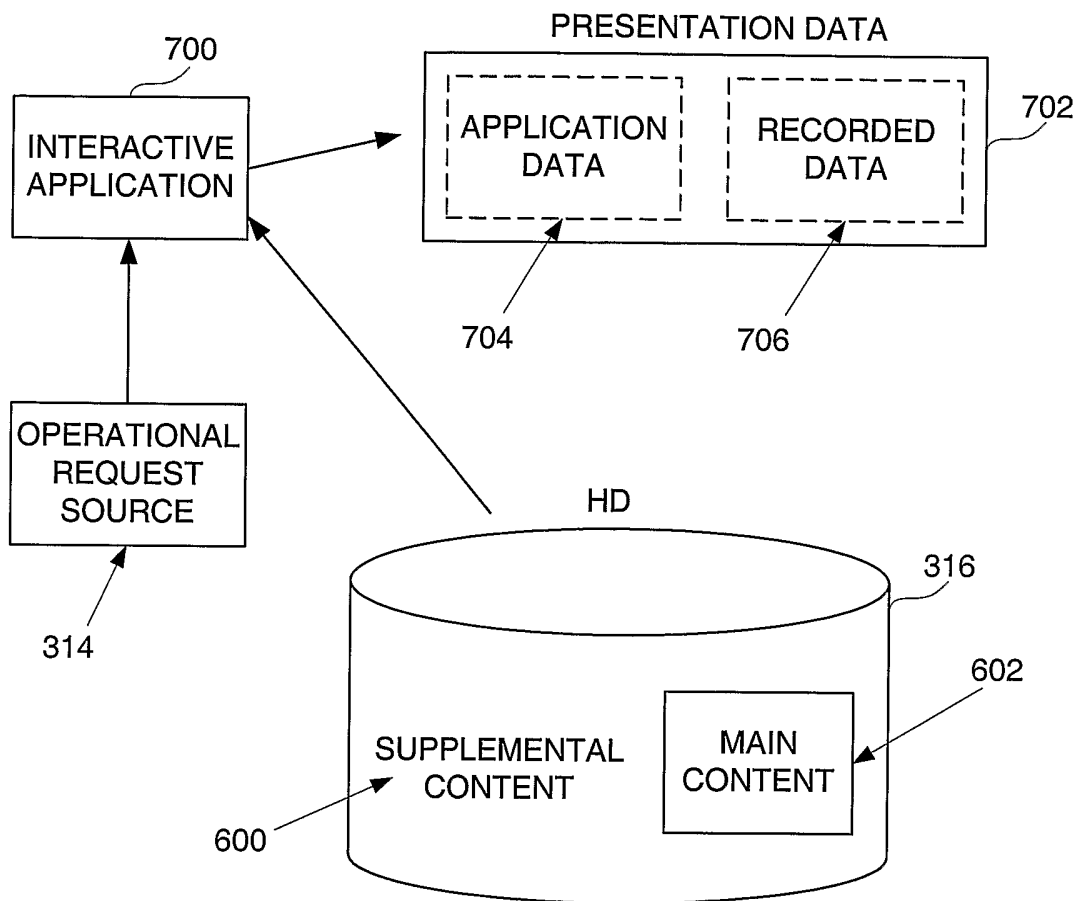 PRESENTATION DATA
700
INTERACTIVE
APPLICATION
APPLICATION
DATA
RECORDED
DATA
702
704
706
OPERATIONAL
REQUEST
SOURCE
314
HD
316
602
SUPPLEMENTAL
CONTENT
MAIN
CONTENT
600